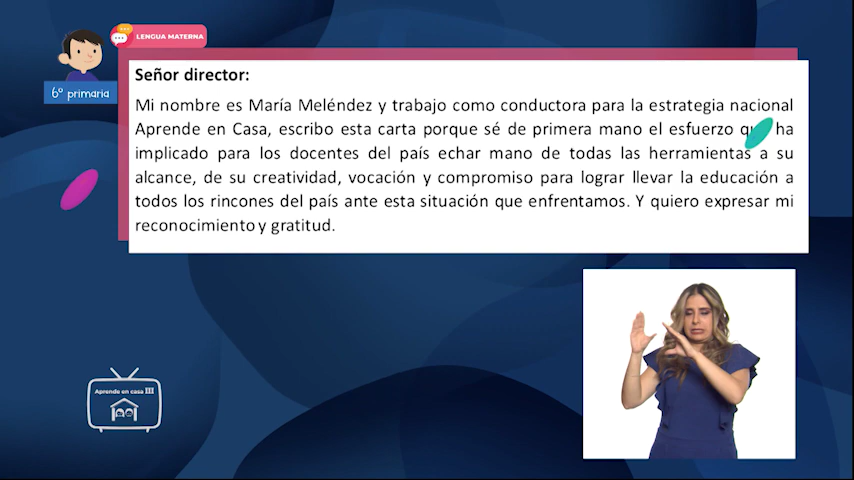 LENGUA MATERNA
6º primaria
Señor director:
Mi nombre es María Meléndez y trabajo como conductora para la estrategia nacional
Aprende en Casa, escribo esta carta porque sé de primera mano el esfuerzo ha
implicado para los docentes del país echar mano de todas las herramientas a su
alcance, de su creatividad, vocación y compromiso para lograr llevar la educación a
todos los rincones del país ante esta situación que enfrentamos. Y quiero expresar mi
reconocimiento y gratitud.
Aprende en casa III